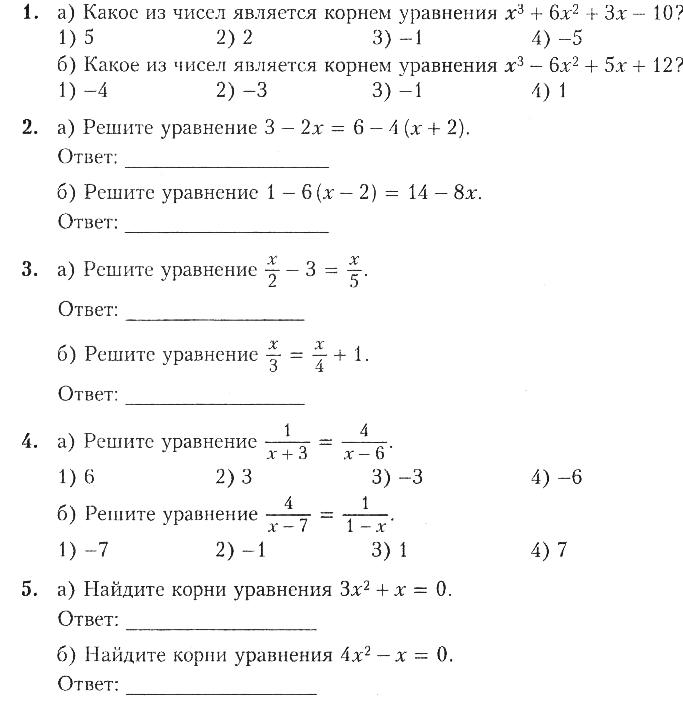 1. а) Какое из чисел является корнем уравнения x³ + 6x² + 3x − 10?
1) 5 2) 2 3) −1 4) −5
б) Какое из чисел является корнем уравнения x³ − 6x² + 5x + 12?
1) −4 2) −3 3) −1 4) 1
2. а) Решите уравнение 3 − 2x = 6 − 4 (x + 2).
Ответ: ____________
б) Решите уравнение 1 − 6 (x − 2) = 14 − 8x.
Ответ: ____________
3. а) Решите уравнение x/2 − 3 = x/5.
Ответ: ____________
б) Решите уравнение x/3 = x/4 + 1.
Ответ: ____________
4. а) Решите уравнение 1/(x + 3) = 4/(x − 6).
1) 6 2) 3 3) −3 4) −6
б) Решите уравнение 4/(x − 7) = 1/(1 − x).
1) −7 2) −1 3) 1 4) 7
5. а) Найдите корни уравнения 3x² + x = 0.
Ответ: ____________
б) Найдите корни уравнения 4x² − x = 0.
Ответ: ____________